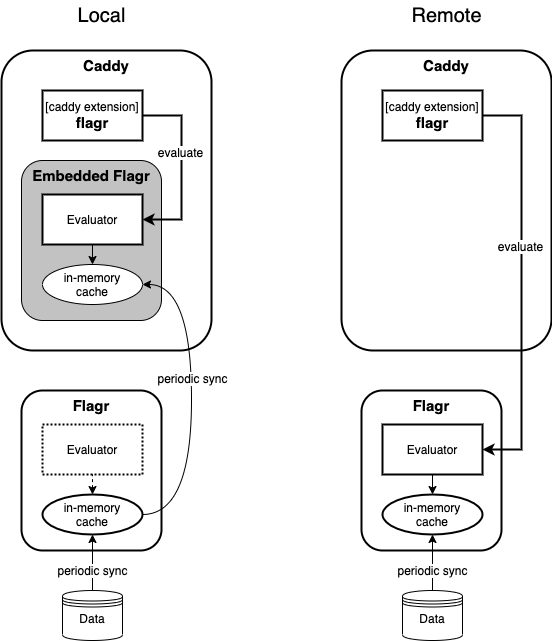 Local
Caddy
[caddy extension]
flagr
evaluate
Embedded Flagr
Evaluator
in-memory
cache
periodic sync
Flagr
Evaluator
in-memory
cache
periodic sync
Data
Remote
Caddy
[caddy extension]
flagr
evaluate
Flagr
Evaluator
in-memory
cache
periodic sync
Data